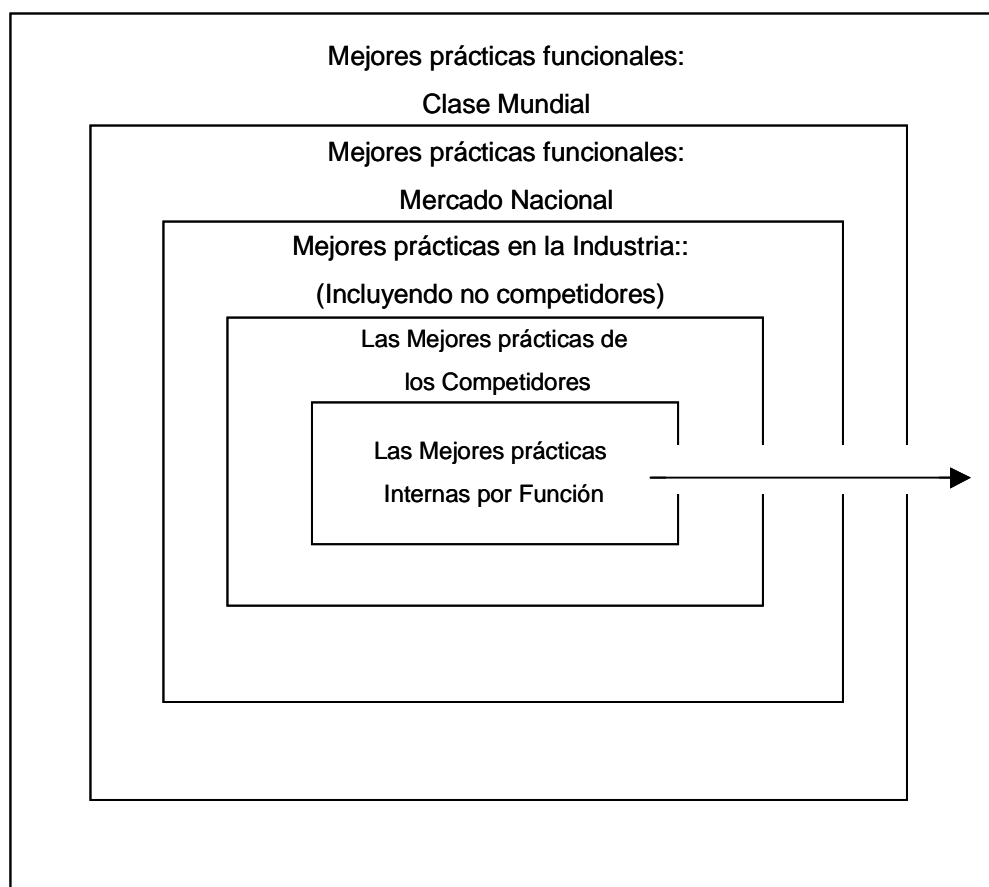 Mejores prácticas funcionales:
Clase Mundial
Mejores prácticas funcionales:
Mercado Nacional
Mejores prácticas en la Industria::
(Incluyendo no competidores)
Las Mejores prácticas de
los Competidores
Las Mejores prácticas
Internas por Función